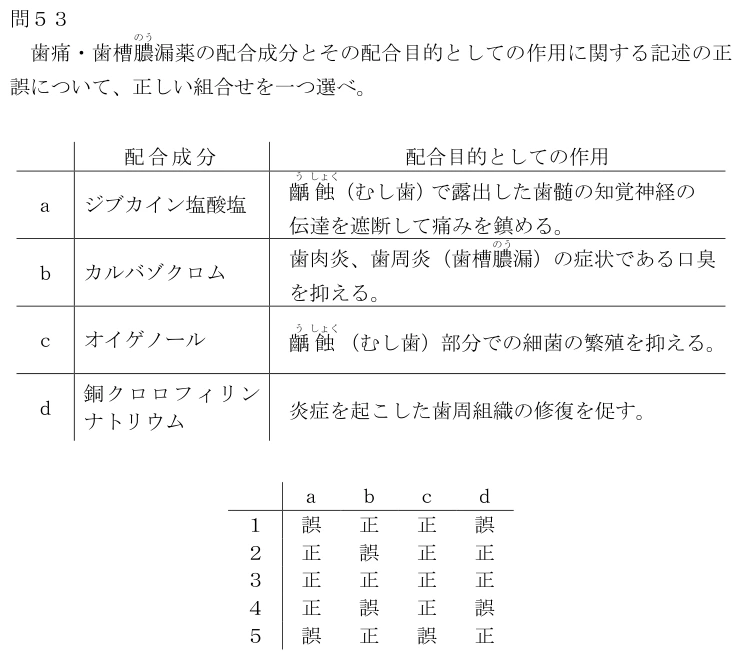 問５３
歯痛・歯槽膿漏薬の配合成分とその配合目的としての作用に関する記述の正
誤について、正しい組合せを一つ選べ。
配合成分 配合目的としての作用
a ジブカイン塩酸塩 齲蝕（むし歯）で露出した歯髄の知覚神経の
伝達を遮断して痛みを鎮める。
b カルバゾクロム 歯肉炎、歯周炎（歯槽膿漏）の症状である口臭
を抑える。
c オイゲノール 齲蝕（むし歯）部分での細菌の繁殖を抑える。
d 銅クロロフィリン
ナトリウム 炎症を起こした歯周組織の修復を促す。
a b c d
1 誤 正 正 誤
2 正 誤 正 正
3 正 正 正 正
4 正 誤 正 誤
5 誤 正 誤 正